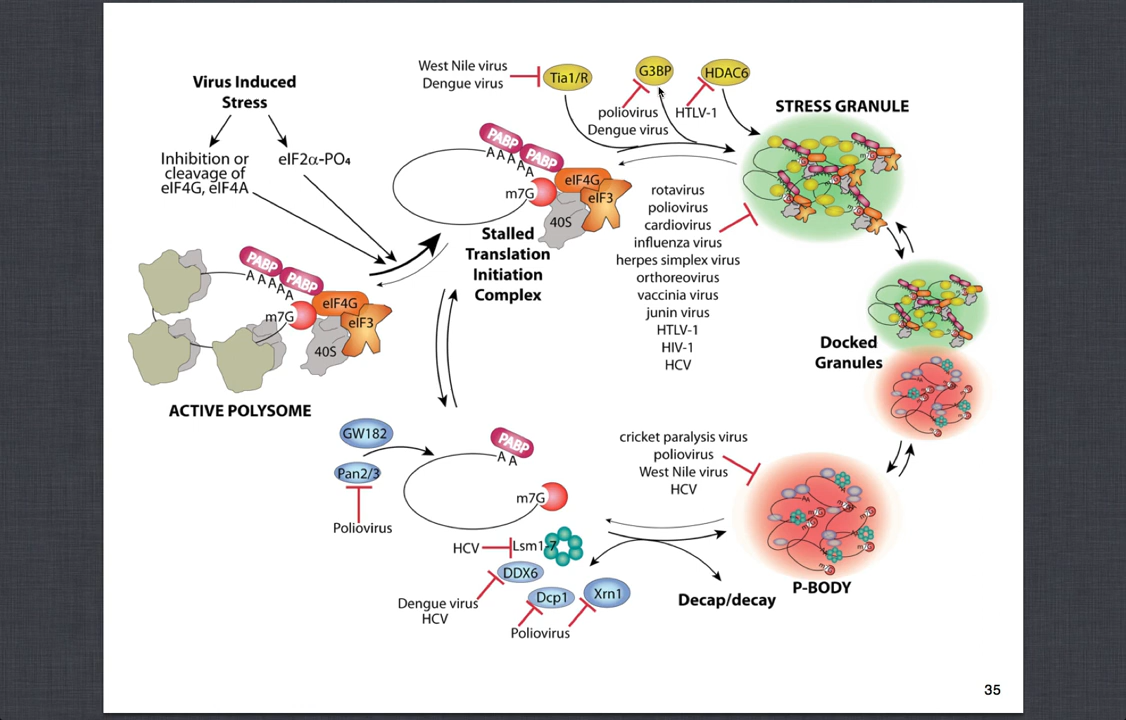 Virus Induced
Stress
Inhibition or
cleavage of
eIF4G, eIF4A
eIF2α-PO₄
West Nile virus
Dengue virus
Tia1/R
G3BP
HDAC6
poliovirus
Dengue virus
HTLV-1
STRESS GRANULE
PABP
PABP
A A A A A
m7G
eIF4G
eIF3
40S
Stalled
Translation
Initiation
Complex
rotavirus
poliovirus
cardiovirus
influenza virus
herpes simplex virus
orthoreovirus
vaccinia virus
junin virus
HTLV-1
HIV-1
HCV
PABP
PABP
A A A A A
m7G
eIF4G
eIF3
40S
ACTIVE POLYSOME
Docked
Granules
GW182
Pan2/3
Poliovirus
PABP
A A
m7G
cricket paralysis virus
poliovirus
West Nile virus
HCV
HCV
Lsm1-7
DDX6
Dengue virus
HCV
Dcp1
Xrn1
Poliovirus
Decap/decay
P-BODY
35